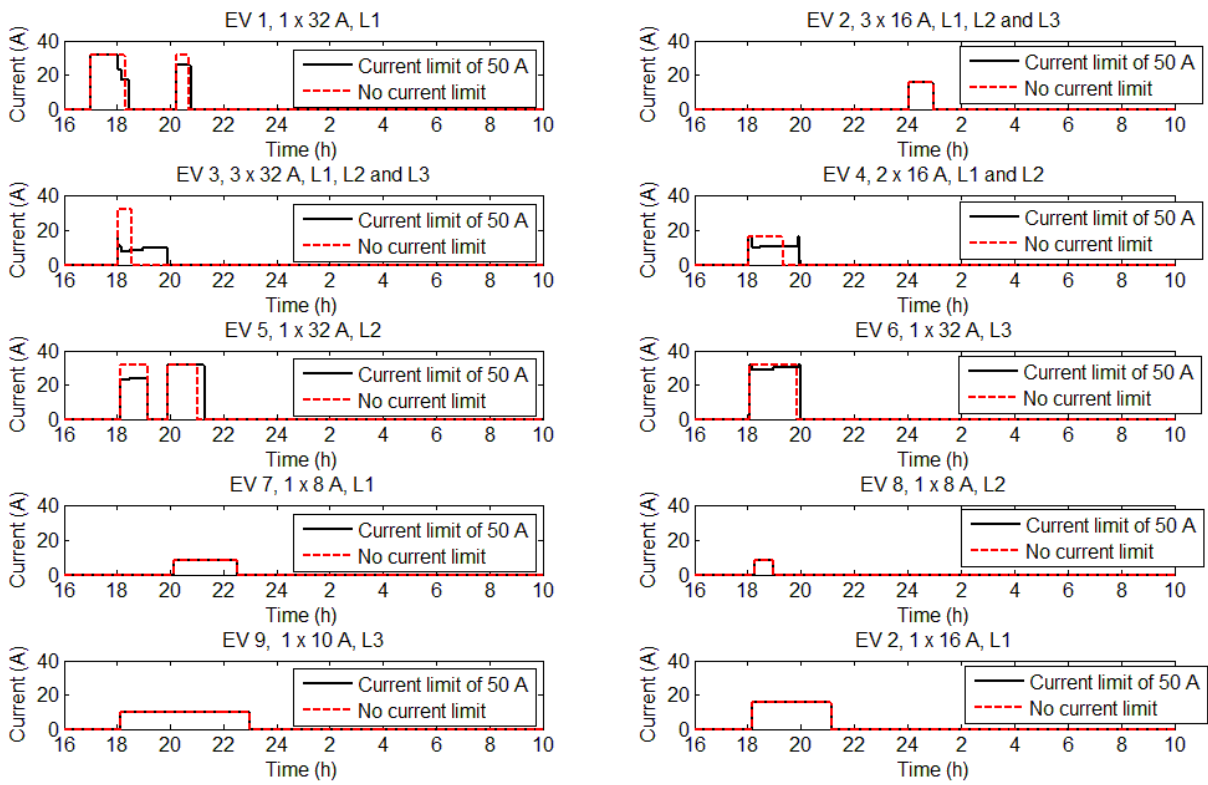 EV 1, 1 x 32 A, L1
Current (A)
40
20
0
Current limit of 50 A
No current limit
16 18 20 22 24 2 4 6 8 10
Time (h)
EV 2, 3 x 16 A, L1, L2 and L3
Current (A)
40
20
0
Current limit of 50 A
No current limit
16 18 20 22 24 2 4 6 8 10
Time (h)
EV 3, 3 x 32 A, L1, L2 and L3
Current (A)
40
20
0
Current limit of 50 A
No current limit
16 18 20 22 24 2 4 6 8 10
Time (h)
EV 4, 2 x 16 A, L1 and L2
Current (A)
40
20
0
Current limit of 50 A
No current limit
16 18 20 22 24 2 4 6 8 10
Time (h)
EV 5, 1 x 32 A, L2
Current (A)
40
20
0
Current limit of 50 A
No current limit
16 18 20 22 24 2 4 6 8 10
Time (h)
EV 6, 1 x 32 A, L3
Current (A)
40
20
0
Current limit of 50 A
No current limit
16 18 20 22 24 2 4 6 8 10
Time (h)
EV 7, 1 x 8 A, L1
Current (A)
40
20
0
Current limit of 50 A
No current limit
16 18 20 22 24 2 4 6 8 10
Time (h)
EV 8, 1 x 8 A, L2
Current (A)
40
20
0
Current limit of 50 A
No current limit
16 18 20 22 24 2 4 6 8 10
Time (h)
EV 9, 1 x 10 A, L3
Current (A)
40
20
0
Current limit of 50 A
No current limit
16 18 20 22 24 2 4 6 8 10
Time (h)
EV 2, 1 x 16 A, L1
Current (A)
40
20
0
Current limit of 50 A
No current limit
16 18 20 22 24 2 4 6 8 10
Time (h)